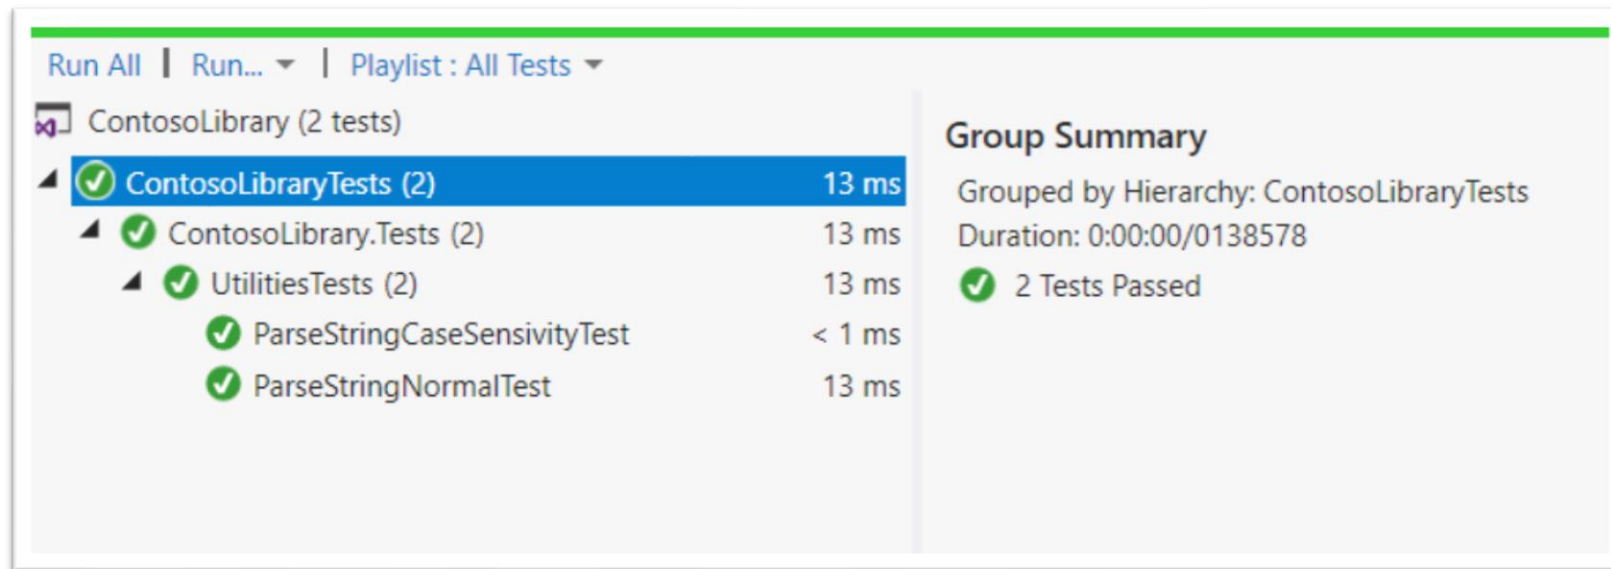 Run All | Run... | Playlist : All Tests
ContosoLibrary (2 tests)
ContosoLibraryTests (2) 13 ms
ContosoLibrary.Tests (2) 13 ms
UtilitiesTests (2) 13 ms
ParseStringCaseSensivityTest < 1 ms
ParseStringNormalTest 13 ms
Group Summary
Grouped by Hierarchy: ContosoLibraryTests
Duration: 0:00:00/0138578
2 Tests Passed